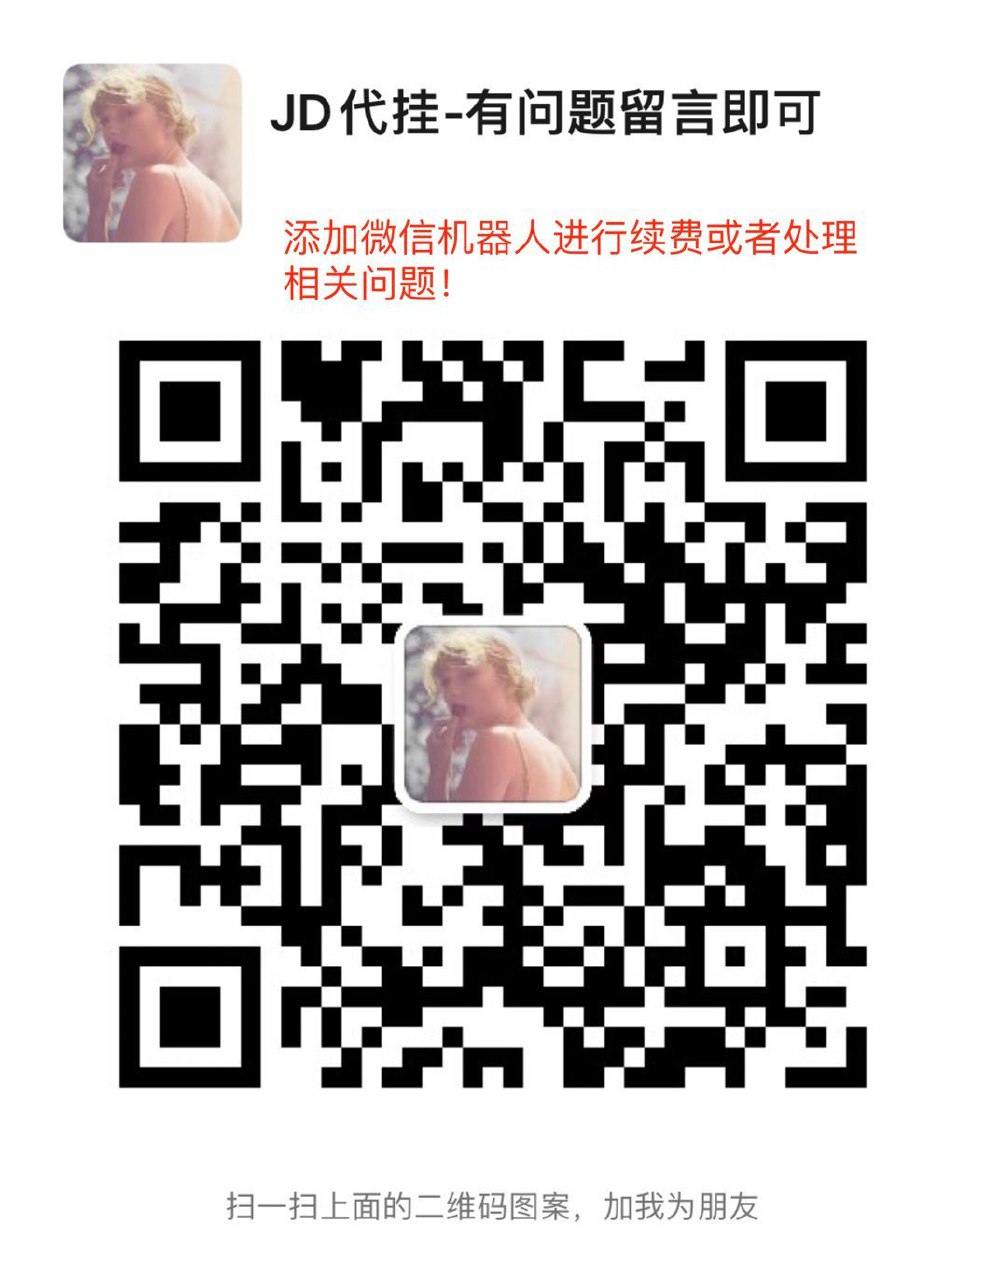 JD代挂-有问题留言即可
添加微信机器人进行续费或者处理
相关问题！
扫一扫上面的二维码图案，加我为朋友